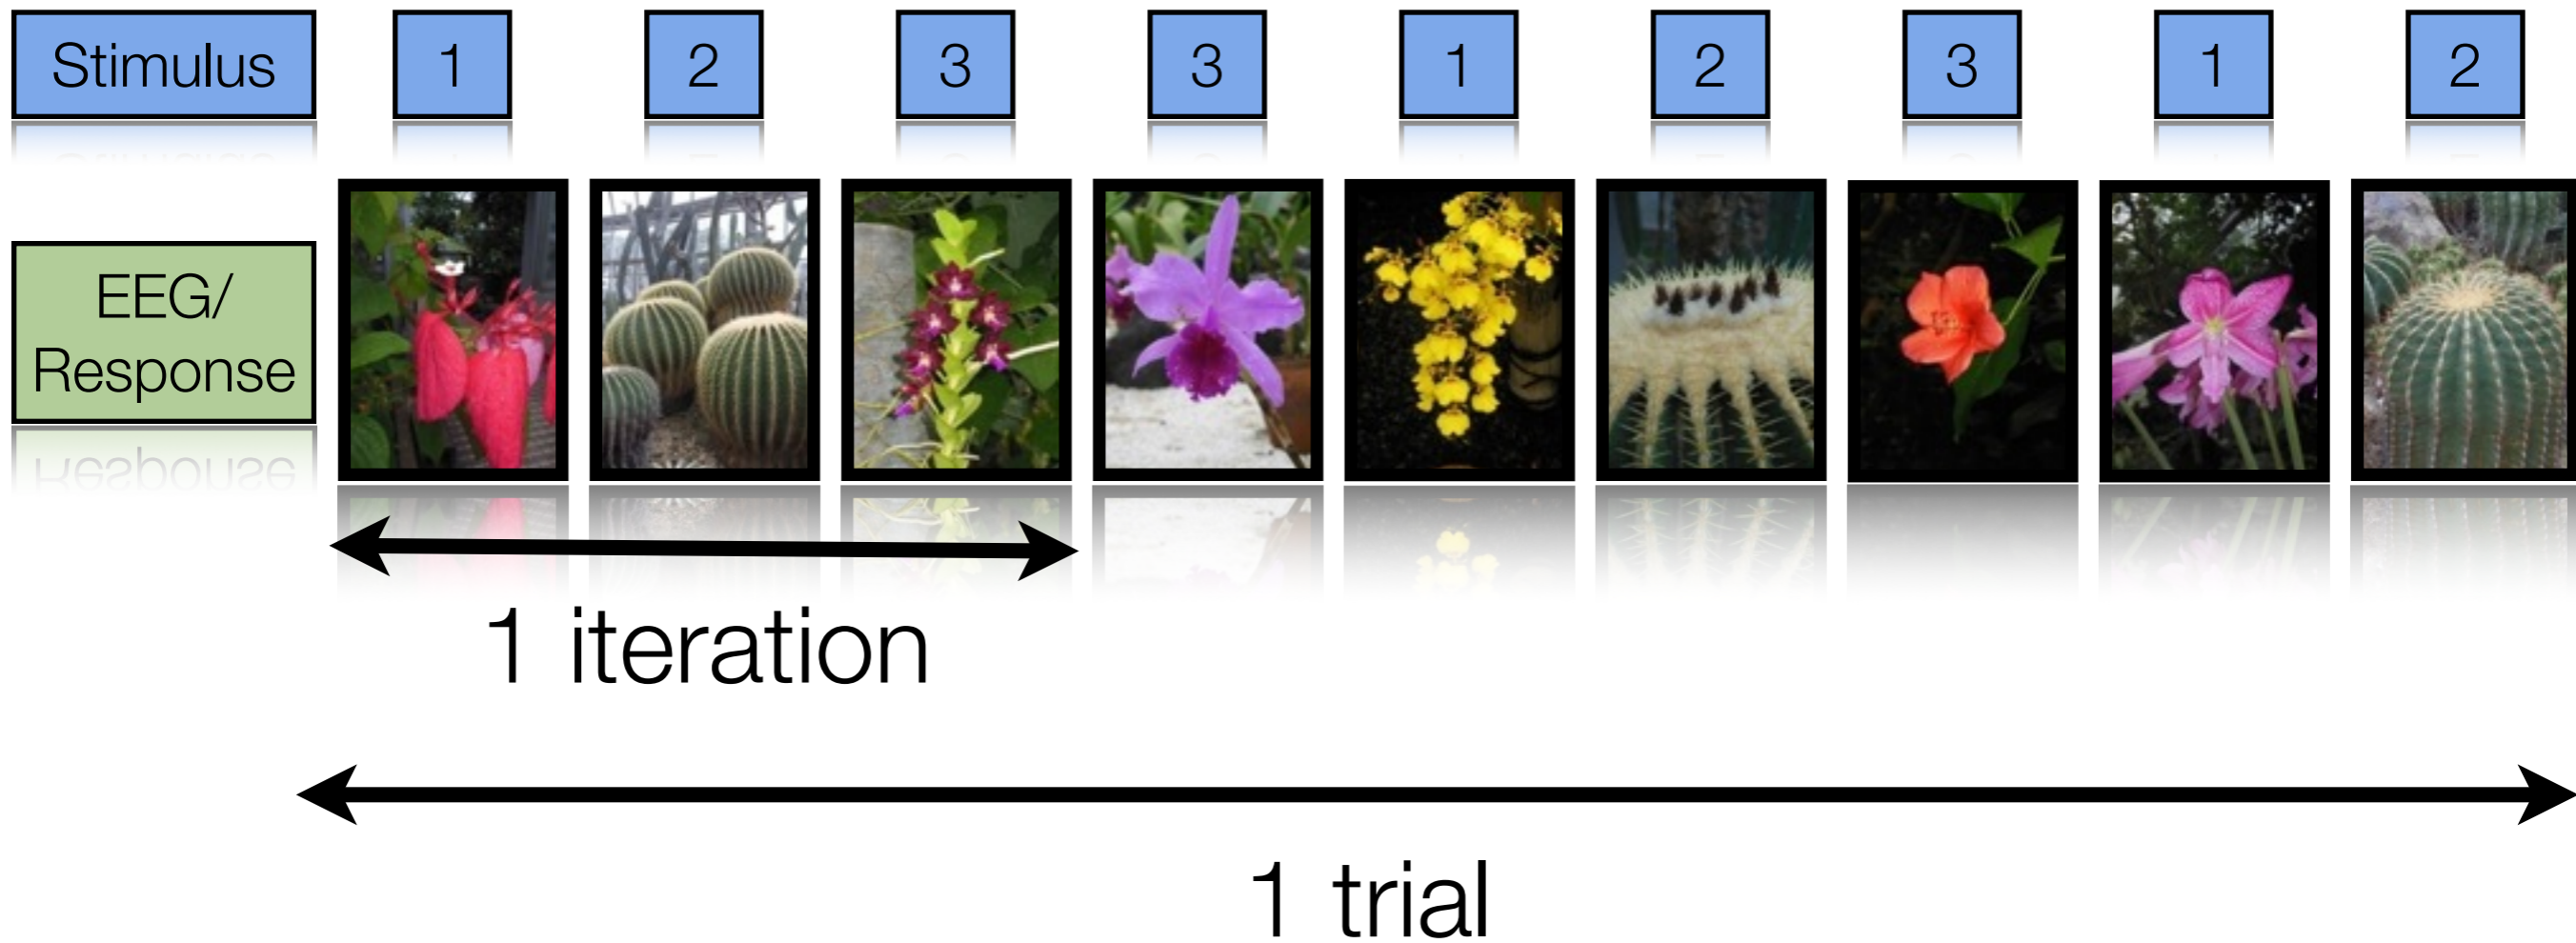 Stimulus 1 2 3 3 1 2 3 1 2
EEG/
Response
1 iteration
1 trial